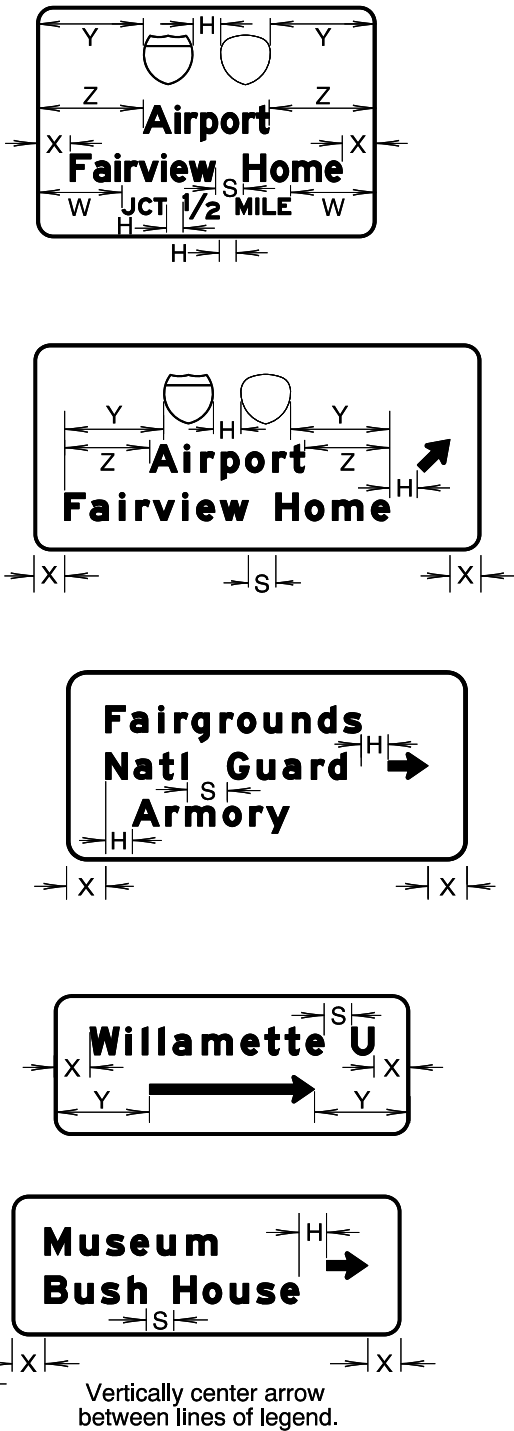 Y H Y
Z Z
Airport
X X
Fairview Home
S
W W
JCT 1/2 MILE
H
H
Y H Y
Z Z
Airport
H
Fairview Home
X S X
Fairgrounds
H
Natl Guard
S
Armory
H
X X
S
Willamette U
X X
Y Y
Museum
H
Bush House
S
X X
Vertically center arrow
between lines of legend.